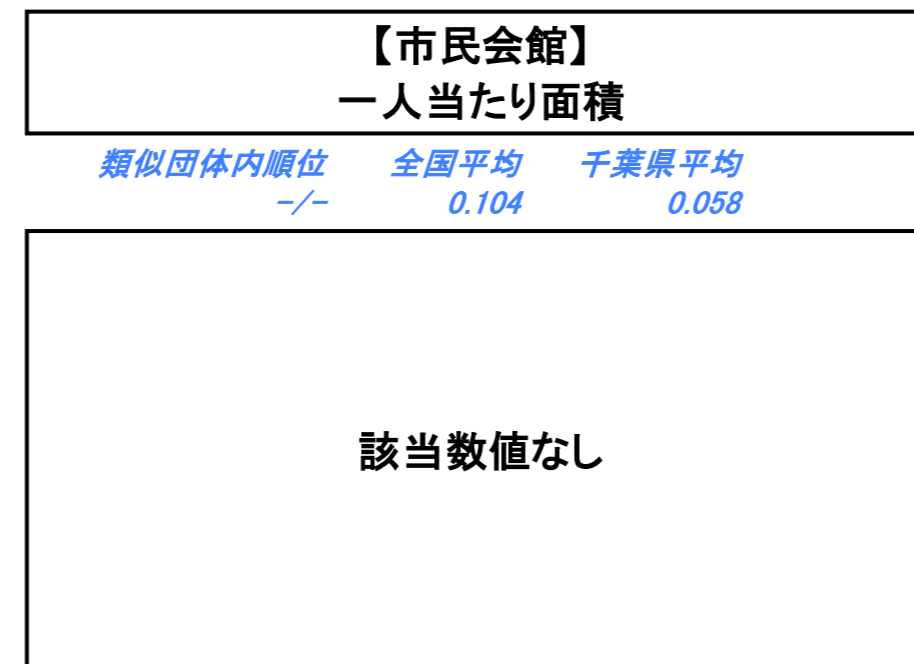 【市民会館】
一人当たり面積
類似団体内順位 全国平均 千葉県平均
-/- 0.104 0.058
該当数値なし